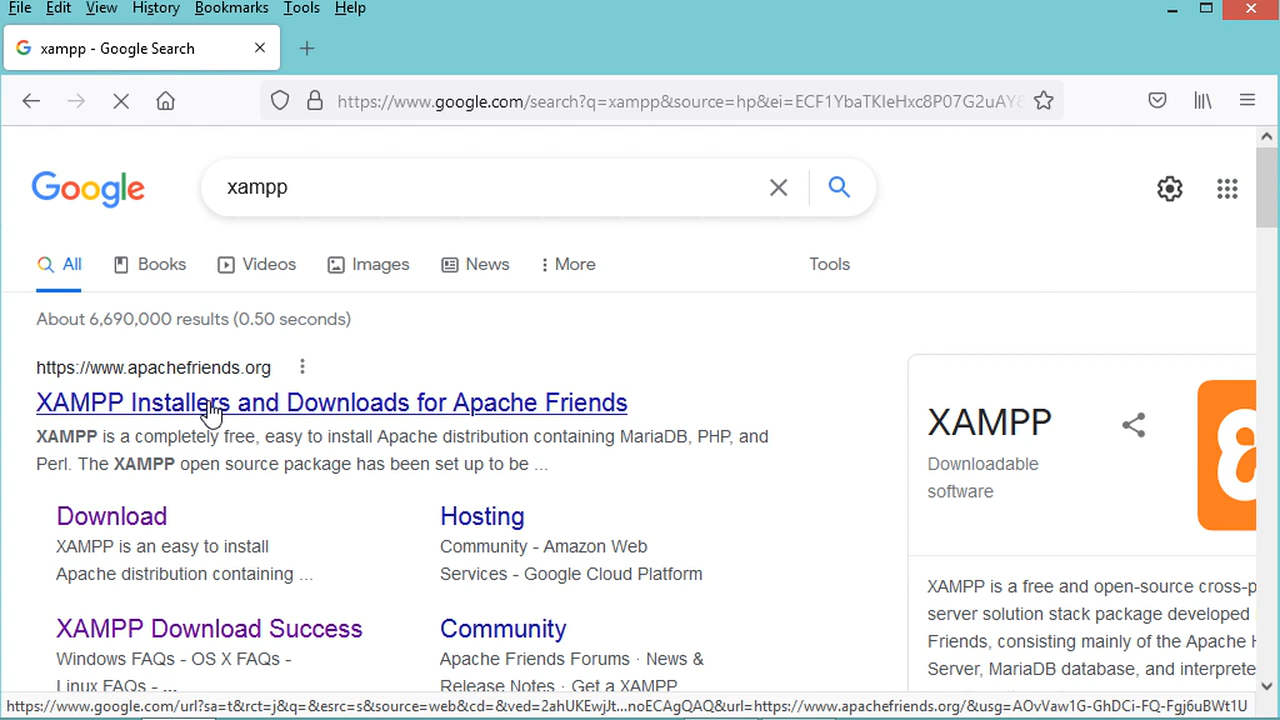 File Edit View History Bookmarks Tools Help
xampp - Google Search
https://www.google.com/search?q=xampp&source=hp&ei=ECF1YbaTKIeHxc8P07G2uAY8
Google
xampp
All Books Videos Images News More Tools
About 6,690,000 results (0.50 seconds)
https://www.apachefriends.org
XAMPP Installers and Downloads for Apache Friends
XAMPP is a completely free, easy to install Apache distribution containing MariaDB, PHP, and
Perl. The XAMPP open source package has been set up to be ...
Download
XAMPP is an easy to install
Apache distribution containing ...
Hosting
Community - Amazon Web
Services - Google Cloud Platform
XAMPP Download Success
Windows FAQs - OS X FAQs -
Linux FAQs - ...
Community
Apache Friends Forums · News &
Release Notes · Get a XAMPP
XAMPP
Downloadable
software
XAMPP is a free and open-source cross-p
server solution stack package developed
Friends, consisting mainly of the Apache H
Server, MariaDB database, and interprete
https://www.google.com/url?sa=t&rct=j&q=&esrc=s&source=web&cd=&ved=2ahUKEwjJt...noECAgQAQ&url=https://www.apachefriends.org/&usg=AOvVaw1G-GhDCi-FQ-Fgj6uBWt1U